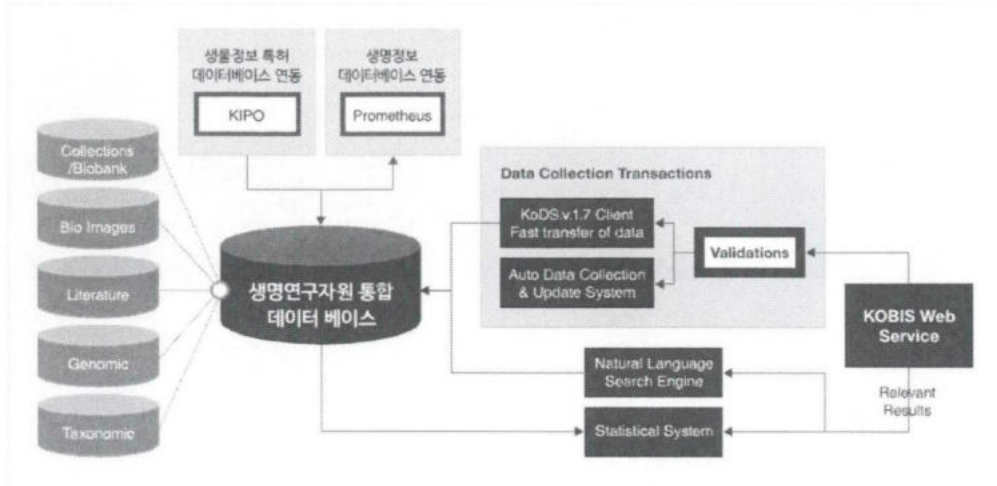 생물정보 특허
데이터베이스 연동
KIPO
생명정보
데이터베이스 연동
Prometheus
Collections
/Biobank
Bio Images
Literature
Genomic
Taxonomic
생명연구자원 통합
데이터 베이스
Data Collection Transactions
KoDS.v.1.7 Client
Fast transfer of data
Auto Data Collection
& Update System
Validations
KOBIS Web
Service
Natural Language
Search Engine
Relevant
Results
Statistical System